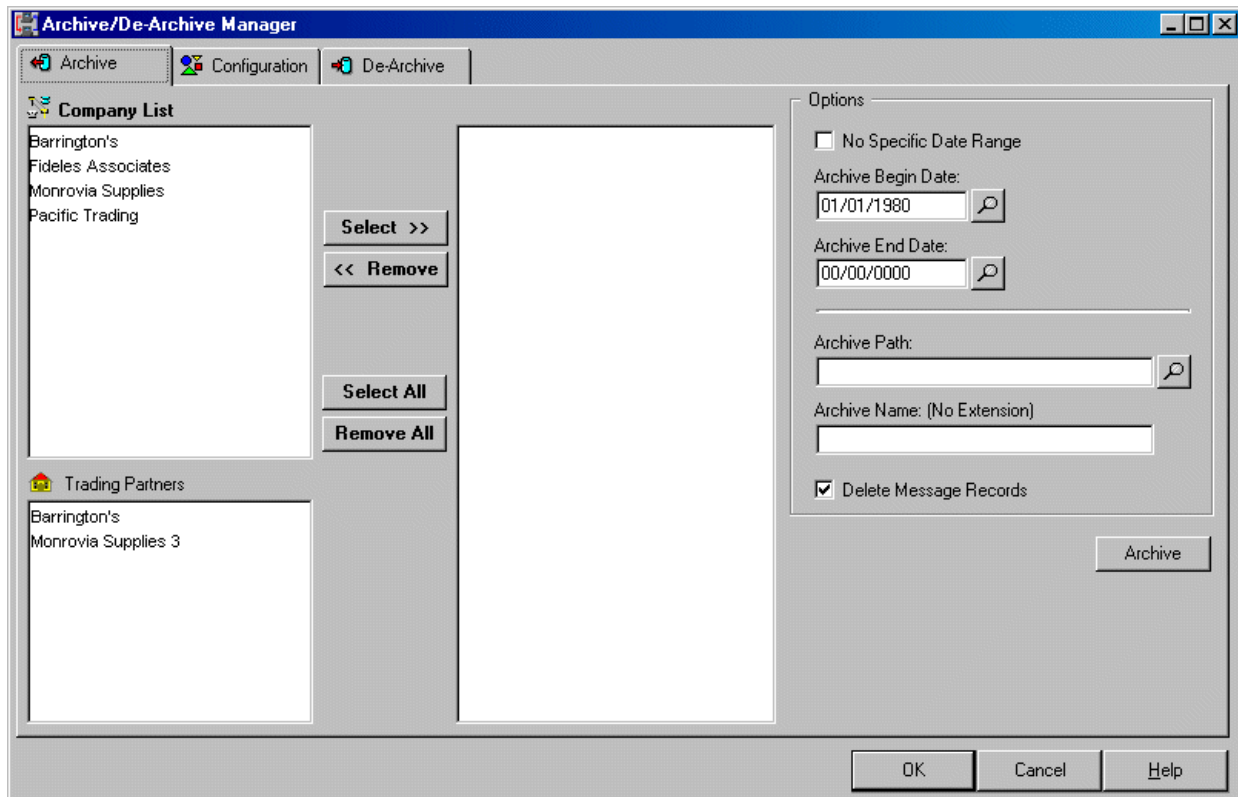 Archive/De-Archive Manager
Archive
Configuration
De-Archive
Company List
Barrington's
Fideles Associates
Monrovia Supplies
Pacific Trading
Select >>
<< Remove
Select All
Remove All
Trading Partners
Barrington's
Monrovia Supplies 3
Options
No Specific Date Range
Archive Begin Date:
01/01/1980
Archive End Date:
00/00/0000
Archive Path:
Archive Name: (No Extension)
Delete Message Records
Archive
OK
Cancel
Help